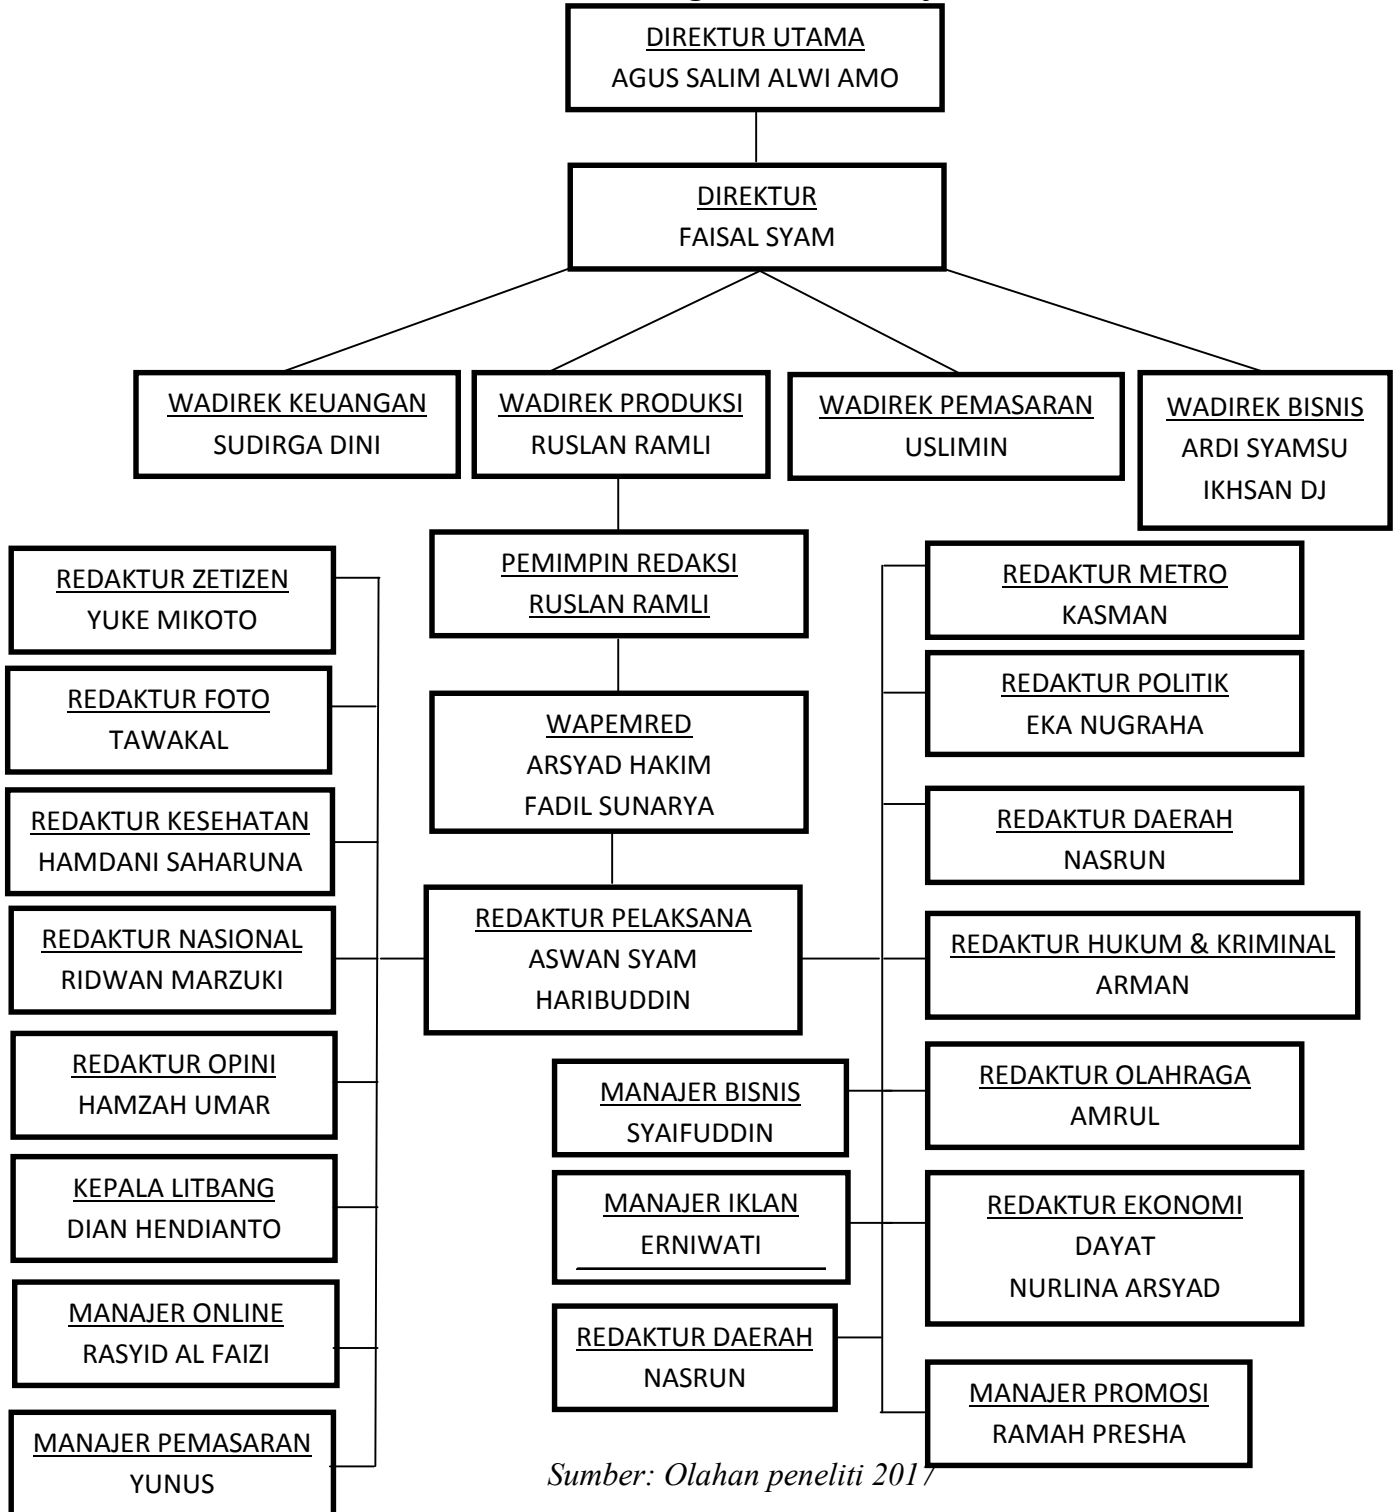 DIREKTUR UTAMA
AGUS SALIM ALWI AMO
DIREKTUR
FAISAL SYAM
WADIREK KEUANGAN
SUDIRGA DINI
WADIREK PRODUKSI
RUSLAN RAMLI
WADIREK PEMASARAN
USLIMIN
WADIREK BISNIS
ARDI SYAMSU
IKHSAN DJ
PEMIMPIN REDAKSI
RUSLAN RAMLI
WAPEMRED
ARSYAD HAKIM
FADIL SUNARYA
REDAKTUR PELAKSANA
ASWAN SYAM
HARIBUDDIN
REDAKTUR ZETIZEN
YUKE MIKOTO
REDAKTUR FOTO
TAWAKAL
REDAKTUR KESEHATAN
HAMDANI SAHARUNA
REDAKTUR NASIONAL
RIDWAN MARZUKI
REDAKTUR OPINI
HAMZAH UMAR
KEPALA LITBANG
DIAN HENDIANTO
MANAJER ONLINE
RASYID AL FAIZI
MANAJER PEMASARAN
YUNUS
REDAKTUR METRO
KASMAN
REDAKTUR POLITIK
EKA NUGRAHA
REDAKTUR DAERAH
NASRUN
REDAKTUR HUKUM & KRIMINAL
ARMAN
REDAKTUR OLAHRAGA
AMRUL
REDAKTUR EKONOMI
DAYAT
NURLINA ARSYAD
MANAJER PROMOSI
RAMAH PRESHA
MANAJER BISNIS
SYAIFUDDIN
MANAJER IKLAN
ERNIWATI
REDAKTUR DAERAH
NASRUN
Sumber: Olahan peneliti 2017